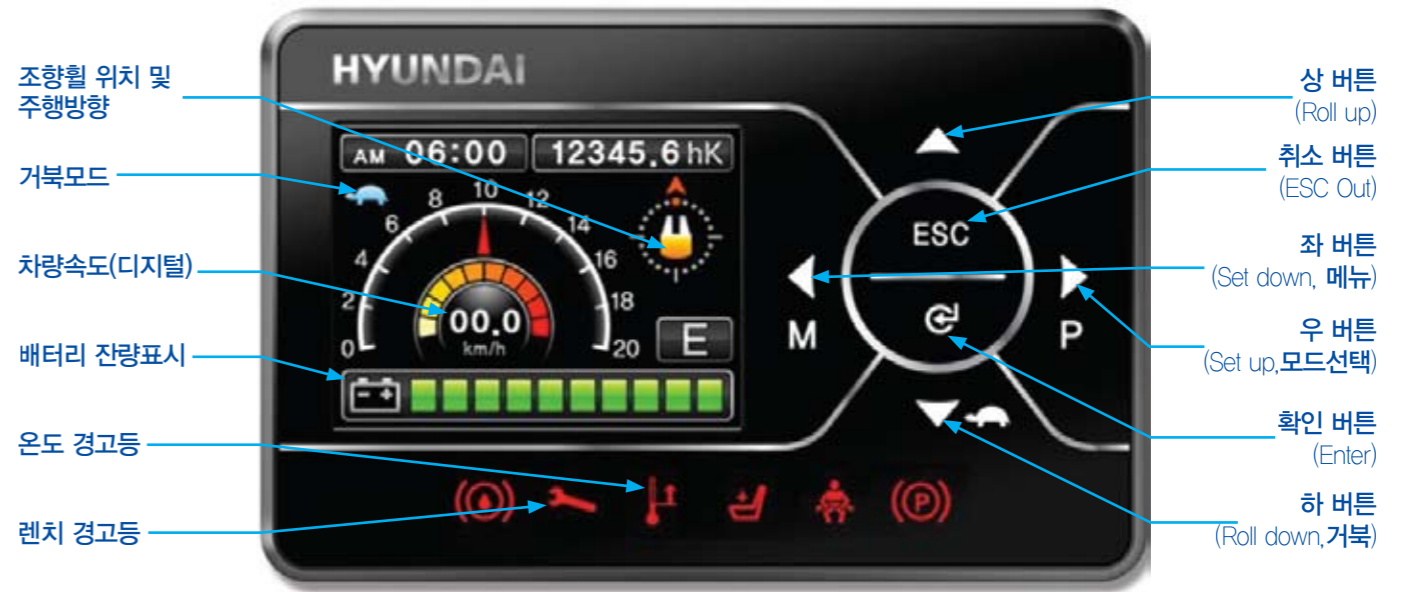 조향휠 위치 및
주행방향
거북모드
차량속도(디지털)
배터리 잔량표시
온도 경고등
렌치 경고등
HYUNDAI
AM 06:00
12345.6 hK
0
2
4
6
8
10
12
14
16
18
20
00.0
km/h
E
ESC
M
P
(P)
상 버튼
(Roll up)
취소 버튼
(ESC Out)
좌 버튼
(Set down, 메뉴)
우 버튼
(Set up,모드선택)
확인 버튼
(Enter)
하 버튼
(Roll down,거북)